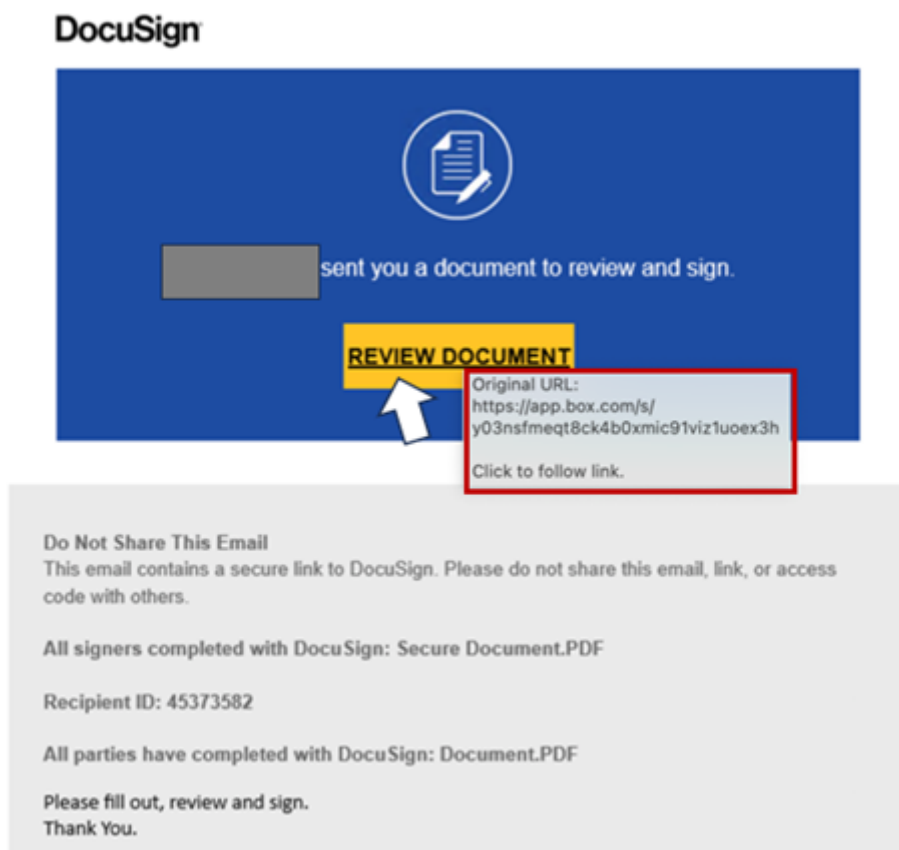 DocuSign
sent you a document to review and sign.
REVIEW DOCUMENT
Original URL:
https://app.box.com/s/
y03nsfmeqt8ck4b0xmic91viz1uoex3h
Click to follow link.
Do Not Share This Email
This email contains a secure link to DocuSign. Please do not share this email, link, or access
code with others.
All signers completed with DocuSign: Secure Document.PDF
Recipient ID: 45373582
All parties have completed with DocuSign: Document.PDF
Please fill out, review and sign.
Thank You.